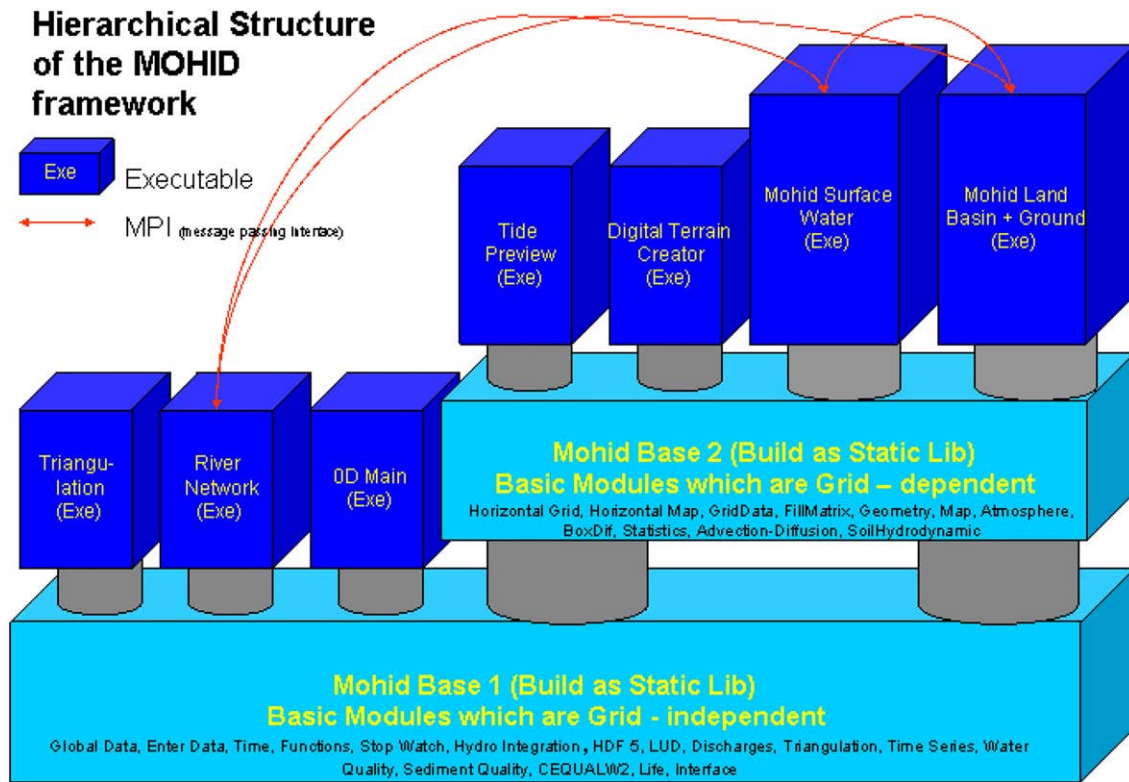 Hierarchical Structure
of the MOHID
framework
Exe
Executable
MPI (message passing interface)
Tide
Preview
(Exe)
Digital Terrain
Creator
(Exe)
Mohid Surface
Water
(Exe)
Mohid Land
Basin + Ground
(Exe)
Triangu-
lation
(Exe)
River
Network
(Exe)
0D Main
(Exe)
Mohid Base 2 (Build as Static Lib)
Basic Modules which are Grid – dependent
Horizontal Grid, Horizontal Map, GridData, FillMatrix, Geometry, Map, Atmosphere,
BoxDif, Statistics, Advection-Diffusion, SoilHydrodynamic
Mohid Base 1 (Build as Static Lib)
Basic Modules which are Grid - independent
Global Data, Enter Data, Time, Functions, Stop Watch, Hydro Integration, HDF 5, LUD, Discharges, Triangulation, Time Series, Water
Quality, Sediment Quality, CEQUALW2, Life, Interface